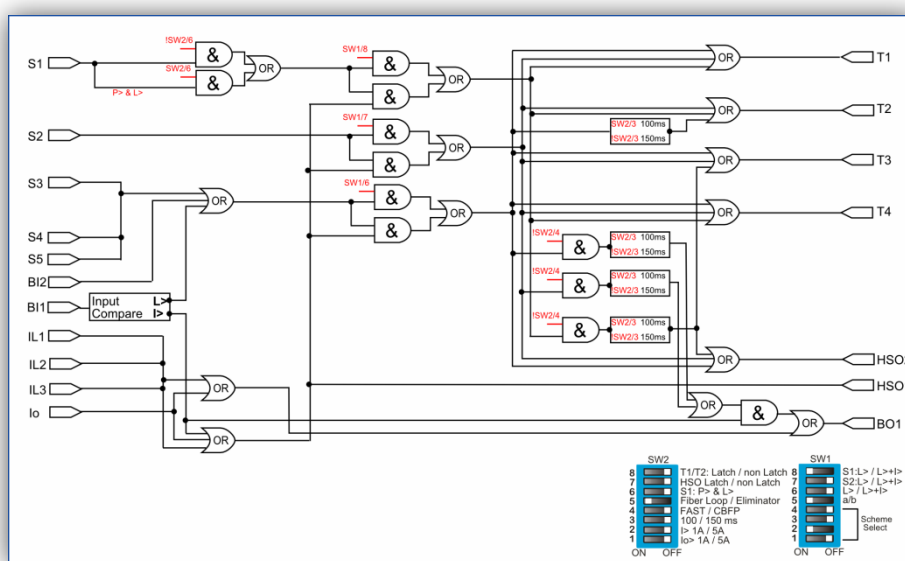 !SW2/6
S1
&
OR
SW2/6
&
P> & L>
SW1/8
&
&
OR
OR
T1
S2
SW1/7
&
&
OR
SW2/3 100ms
!SW2/3 150ms
OR
T2
S3
OR
SW1/6
&
&
OR
OR
T3
S4
S5
OR
T4
BI2
!SW2/4
&
SW2/3 100ms
!SW2/3 150ms
BI1
Input
Compare
L>
I>
!SW2/4
&
SW2/3 100ms
!SW2/3 150ms
IL1
!SW2/4
&
SW2/3 100ms
!SW2/3 150ms
IL2
OR
HSO
IL3
OR
HSO
Io
OR
&
OR
BO1
OR
SW2
8 T1/T2: Latch / non Latch
7 HSO Latch / non Latch
6 S1: P> & L>
5 Fiber Loop / Eliminator
4 FAST / CBFP
3 100 / 150 ms
2 I> 1A / 5A
1 Io> 1A / 5A
ON OFF
SW1
8 S1:L> / L>+I>
7 S2:L> / L>+I>
6 L> / L>+I>
5 a/b
4
3 Scheme
2 Select
1
ON OFF